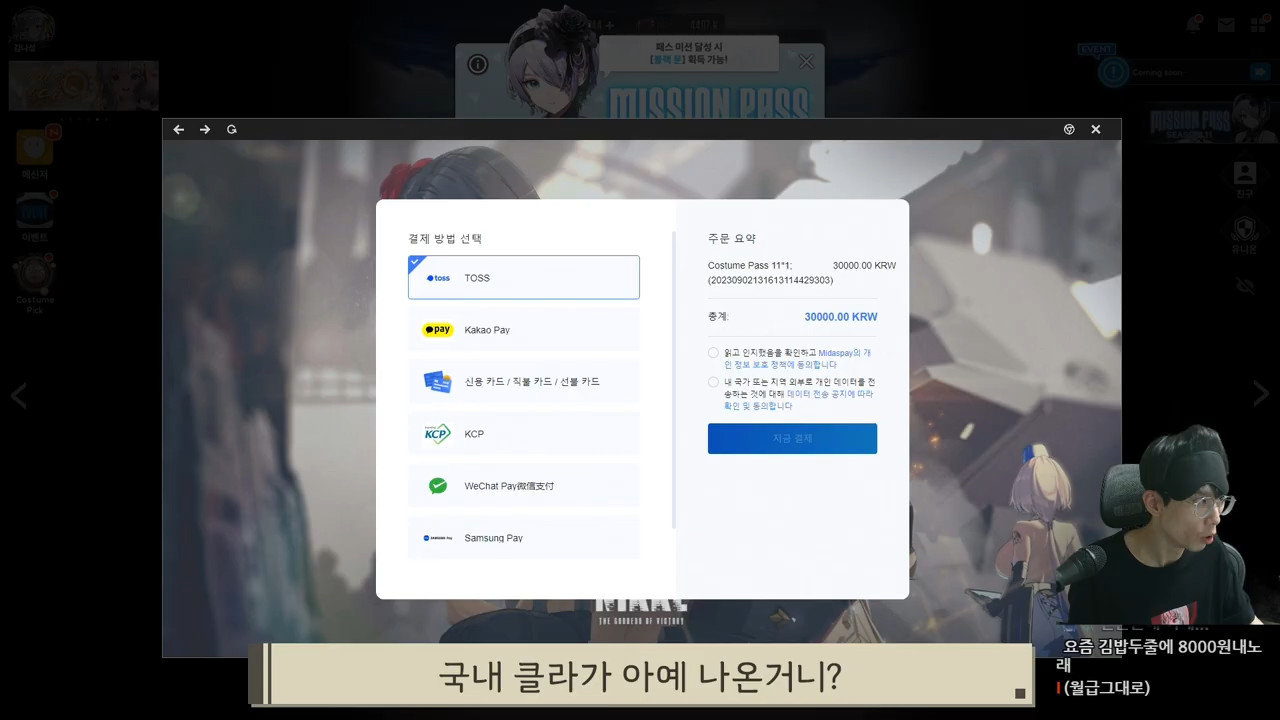 패스 미션 달성 시
[블랙 문] 획득 가능!
EVENT
Coming soon
MISSION PASS
MISSION PASS
메신저
친구
이벤트
유니온
Costume
Pick
결제 방법 선택
toss
TOSS
pay
Kakao Pay
신용 카드 / 직불 카드 / 선불 카드
KCP
KCP
WeChat Pay微信支付
Samsung Pay
주문 요약
Costume Pass 11*1; 30000.00 KRW
(20230902131613114429303)
총계: 30000.00 KRW
읽고 인지했음을 확인하고 Midaspay의 개
인 정보 보호 정책에 동의합니다
내 국가 또는 지역 외부로 개인 데이터를 전
송하는 것에 대해 데이터 전송 공지에 따라
확인 및 동의합니다
지금 결제
NIKKE
THE GODDESS OF VICTORY
국내 클라가 아예 나온거니?
요즘 김밥두줄에 8000원내노
래
(월급그대로)